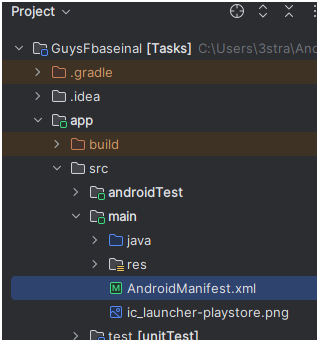 Project
GuysFbaseinal [Tasks] C:\Users\3stra\And
.gradle
.idea
app
build
src
androidTest
main
java
res
AndroidManifest.xml
ic_launcher-playstore.png
test [unitTest]